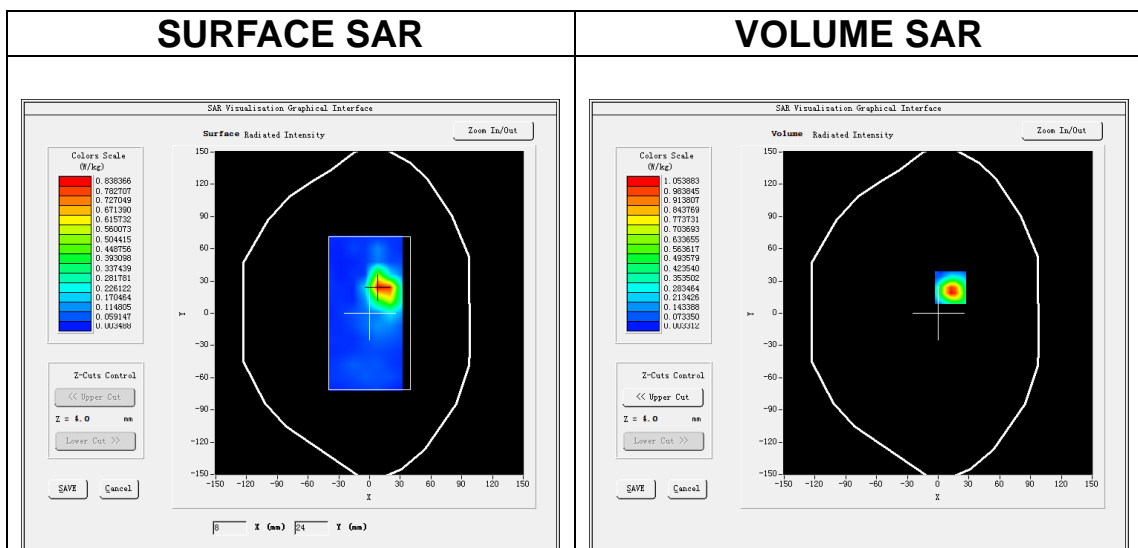 SURFACE SAR
VOLUME SAR
SAR Visualisation Graphical Interface
Surface Radiated Intensity
Zoom In/Out
Colors Scale
(W/kg)
0.838366
0.782707
0.727049
0.671390
0.615732
0.560073
0.504415
0.448756
0.393098
0.337439
0.281781
0.226122
0.170464
0.114805
0.059147
0.003488
Z-Cuts Control
<< Upper Cut
Z = 4.0 mm
Lower Cut >>
SAVE
Cancel
150
120
90
60
30
0
-30
-60
-90
-120
-150
Y
-150 -120 -90 -60 -30 0 30 60 90 120 150
X
8 X (mm) 24 Y (mm)
SAR Visualisation Graphical Interface
Volume Radiated Intensity
Zoom In/Out
Colors Scale
(W/kg)
1.053883
0.983845
0.913807
0.843769
0.773731
0.703693
0.633655
0.563617
0.493579
0.423540
0.353502
0.283464
0.213426
0.143388
0.073350
0.003312
Z-Cuts Control
<< Upper Cut
Z = 4.0 mm
Lower Cut >>
SAVE
Cancel
150
120
90
60
30
0
-30
-60
-90
-120
-150
Y
-150 -120 -90 -60 -30 0 30 60 90 120 150
X